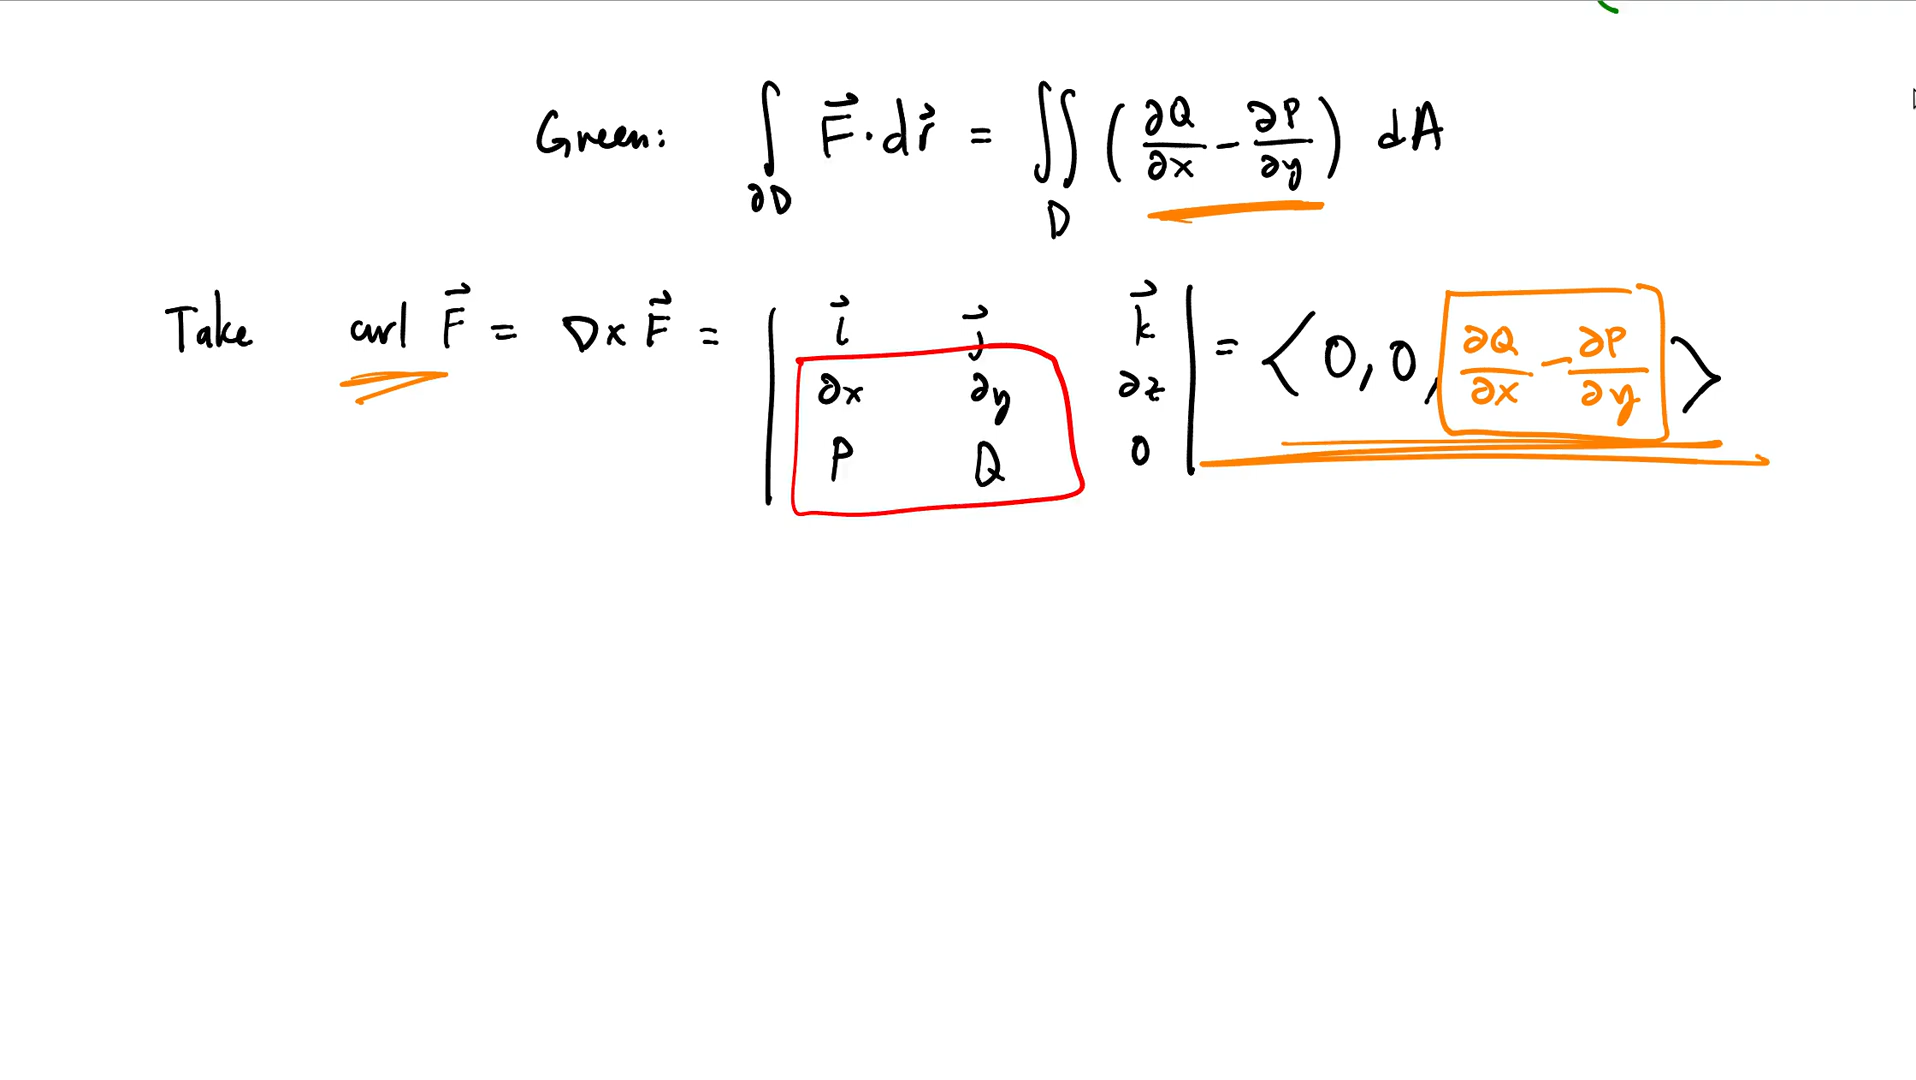 Green: ∫_∂D F⃗ · dr⃗ = ∬_D (∂Q/∂x − ∂P/∂y) dA
Take curl F⃗ = ∇ × F⃗ = | i⃗ j⃗ k⃗ | = ⟨0, 0, ∂Q/∂x − ∂P/∂y⟩
∂x ∂y ∂z
P Q 0